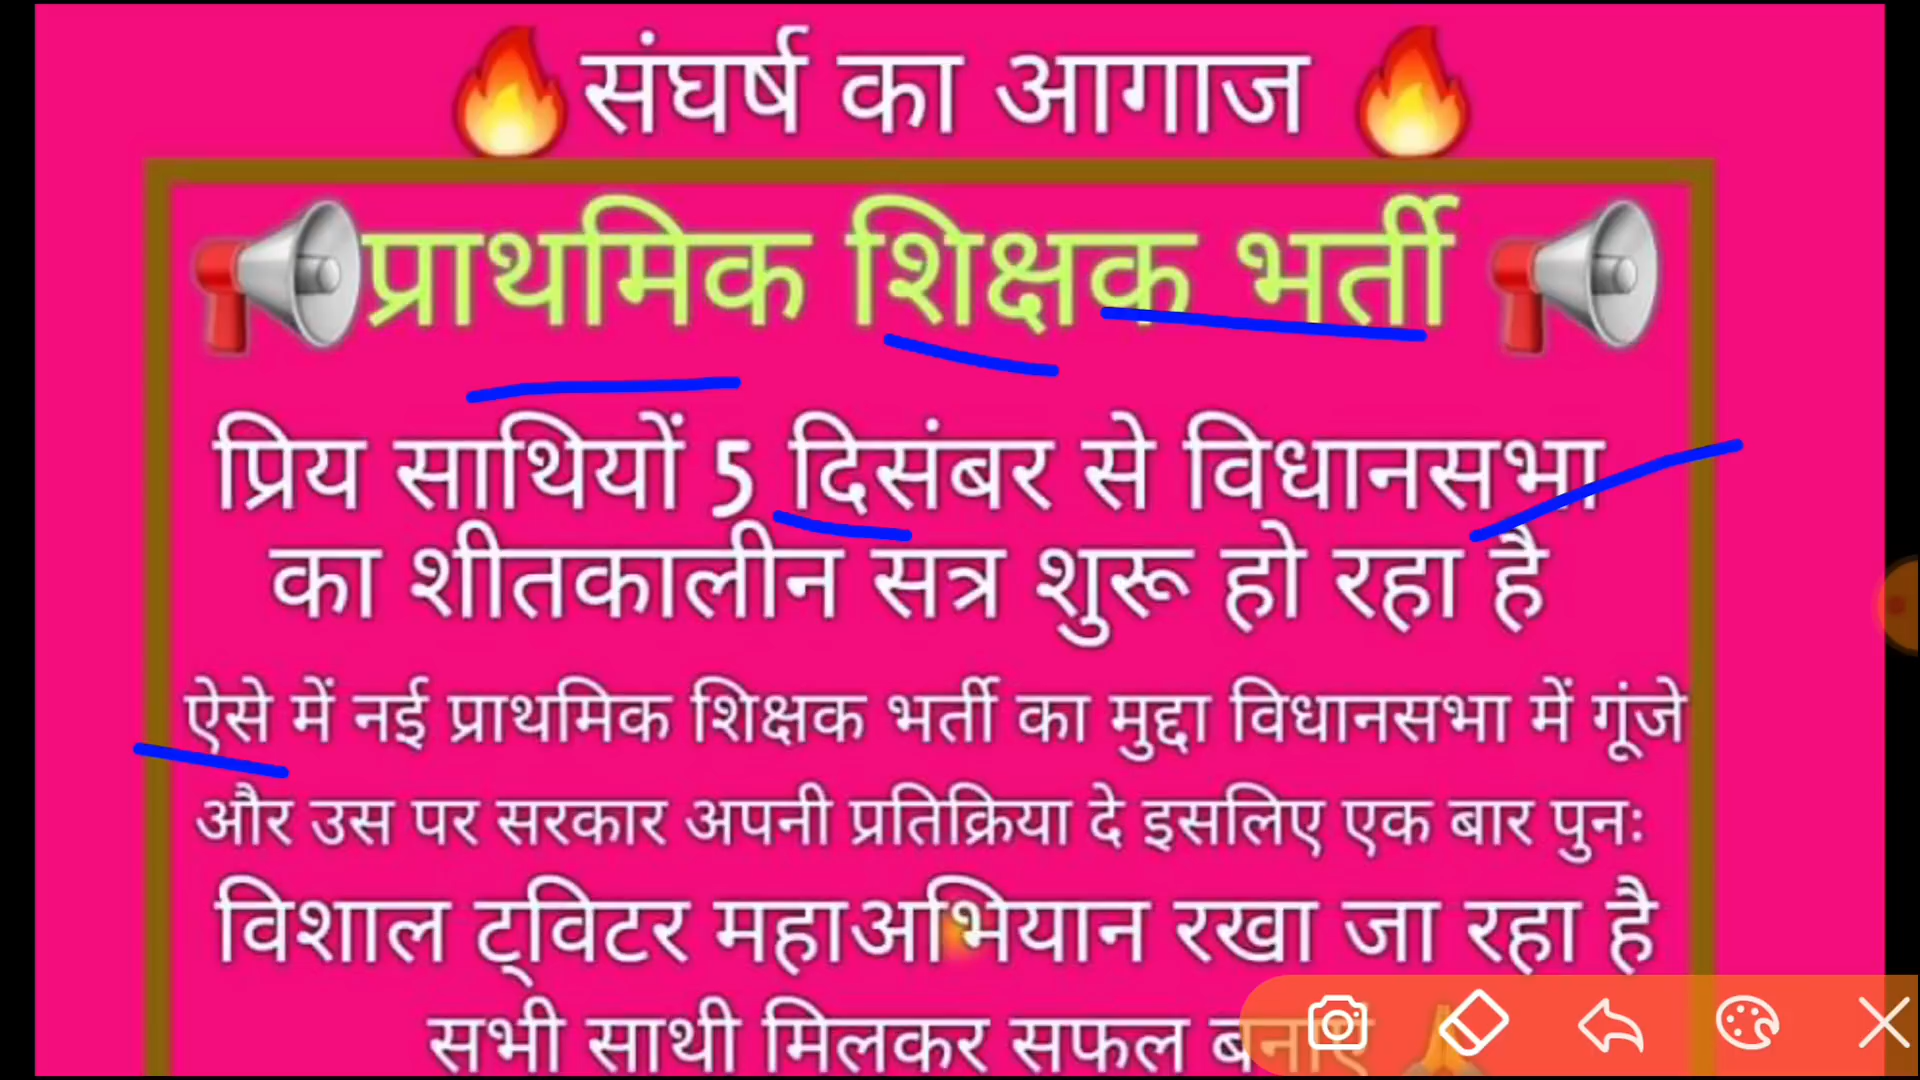 संघर्ष का आगाज
प्राथमिक शिक्षक भर्ती
प्रिय साथियों 5 दिसंबर से विधानसभा
का शीतकालीन सत्र शुरू हो रहा है
ऐसे में नई प्राथमिक शिक्षक भर्ती का मुद्दा विधानसभा में गूंजे
और उस पर सरकार अपनी प्रतिक्रिया दे इसलिए एक बार पुनः
विशाल ट्विटर महाअभियान रखा जा रहा है
सभी साथी मिलकर सफल बनाएं